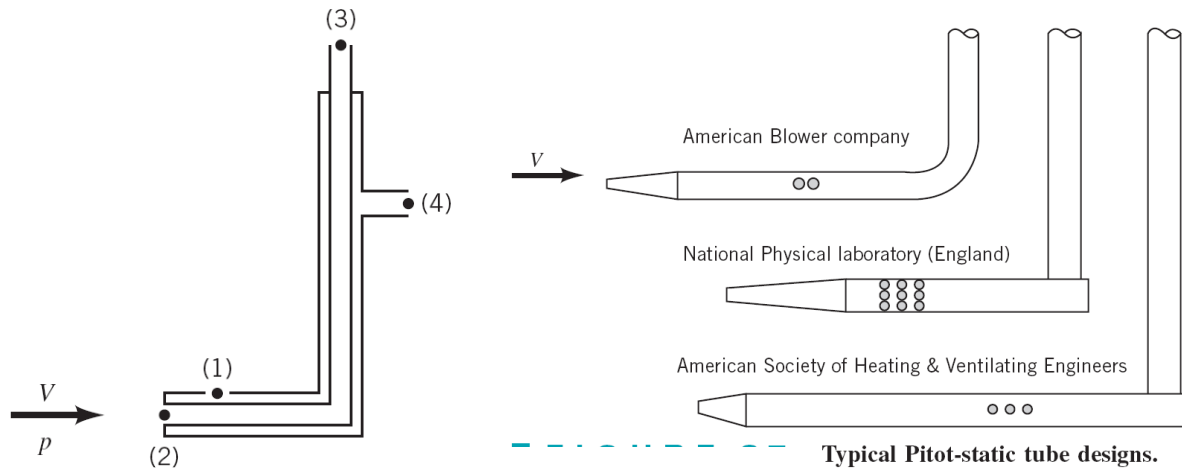 (3)
(4)
(1)
V
p
(2)
American Blower company
V
National Physical laboratory (England)
American Society of Heating & Ventilating Engineers
Typical Pitot-static tube designs.